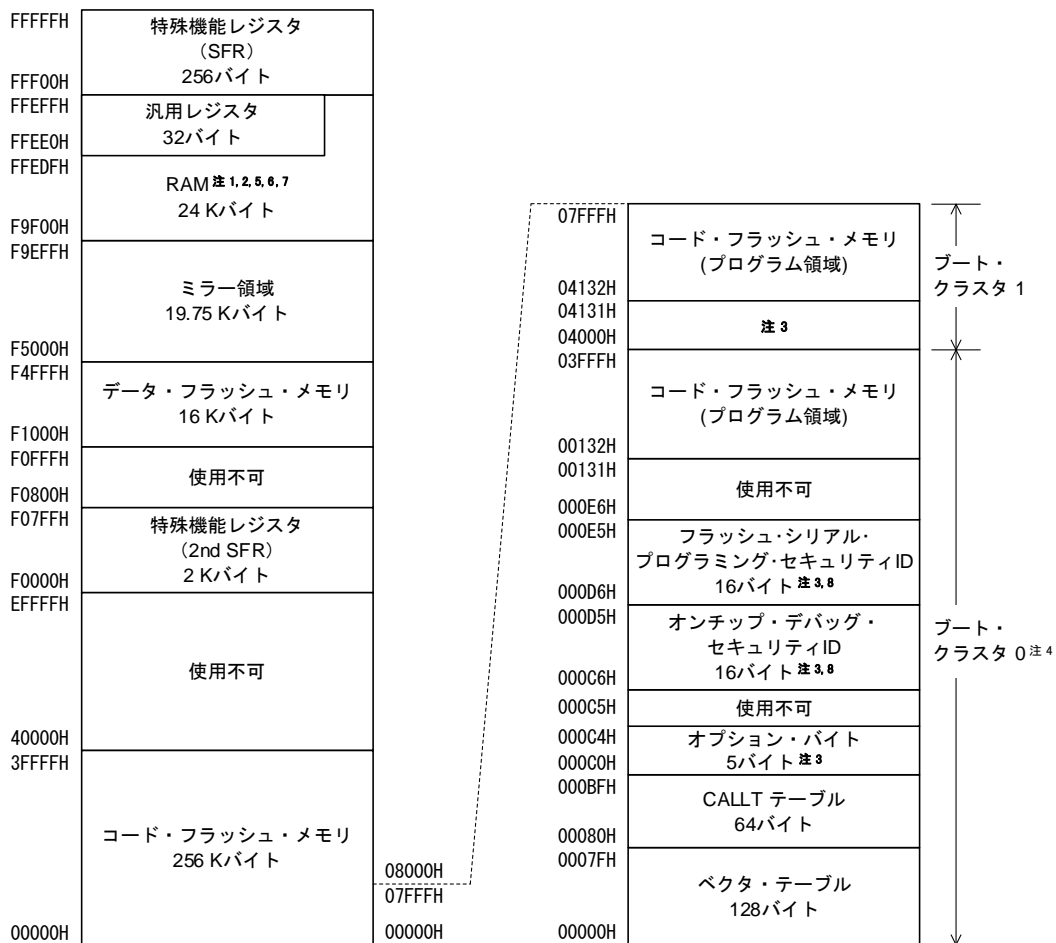 FFFFFH
特殊機能レジスタ
（SFR）
256バイト
FFF00H
FFEFFH
汎用レジスタ
32バイト
FFEE0H
FFEDFH
RAM 注1, 2, 5, 6, 7
24 Kバイト
F9F00H
F9EFFH
ミラー領域
19.75 Kバイト
F5000H
F4FFFH
データ・フラッシュ・メモリ
16 Kバイト
F1000H
F0FFFH
使用不可
F0800H
F07FFH
特殊機能レジスタ
（2nd SFR）
2 Kバイト
F0000H
EFFFFH
使用不可
40000H
3FFFFH
コード・フラッシュ・メモリ
256 Kバイト
00000H
08000H
07FFFH
00000H
07FFFH
コード・フラッシュ・メモリ
(プログラム領域)
04132H
04131H
注 3
04000H
03FFFH
コード・フラッシュ・メモリ
(プログラム領域)
00132H
00131H
使用不可
000E6H
000E5H
フラッシュ・シリアル・
プログラミング・セキュリティID
16バイト 注3, 8
000D6H
000D5H
オンチップ・デバッグ・
セキュリティID
16バイト 注3, 8
000C6H
000C5H
使用不可
000C4H
オプション・バイト
5バイト 注3
000C0H
000BFH
CALLT テーブル
64バイト
00080H
0007FH
ベクタ・テーブル
128バイト
00000H
ブート・
クラスタ 1
ブート・
クラスタ 0 注 4